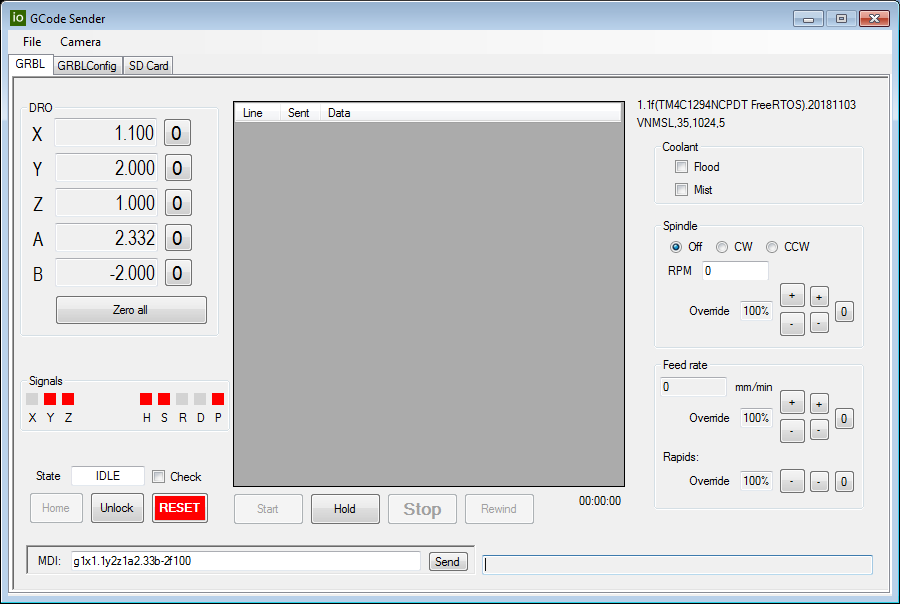 io GCode Sender
File Camera
GRBL GRBLConfig SD Card
DRO
X 1.100 0
Y 2.000 0
Z 1.000 0
A 2.332 0
B -2.000 0
Zero all
Signals
X Y Z H S R D P
State IDLE Check
Home Unlock RESET
Line Sent Data
Start Hold Stop Rewind
00:00:00
1.1f(TM4C1294NCPDT FreeRTOS).20181103
VNMSL,35,1024,5
Coolant
Flood
Mist
Spindle
Off CW CCW
RPM 0
+ +
Override 100% 0
- -
Feed rate
0 mm/min
+ +
Override 100% 0
- -
Rapids:
Override 100% - - 0
MDI: g1x1.1y2z1a2.33b-2f100 Send